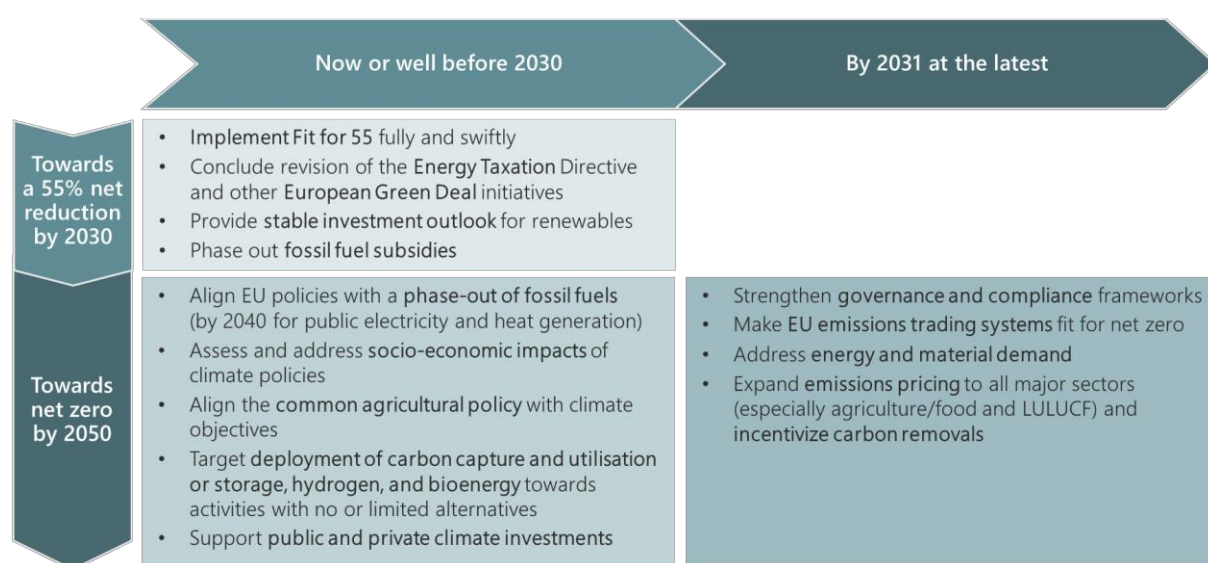 Now or well before 2030
By 2031 at the latest
Towards
a 55% net
reduction
by 2030
• Implement Fit for 55 fully and swiftly
• Conclude revision of the Energy Taxation Directive
and other European Green Deal initiatives
• Provide stable investment outlook for renewables
• Phase out fossil fuel subsidies
Towards
net zero
by 2050
• Align EU policies with a phase-out of fossil fuels
(by 2040 for public electricity and heat generation)
• Assess and address socio-economic impacts of
climate policies
• Align the common agricultural policy with climate
objectives
• Target deployment of carbon capture and utilisation
or storage, hydrogen, and bioenergy towards
activities with no or limited alternatives
• Support public and private climate investments
• Strengthen governance and compliance frameworks
• Make EU emissions trading systems fit for net zero
• Address energy and material demand
• Expand emissions pricing to all major sectors
(especially agriculture/food and LULUCF) and
incentivize carbon removals